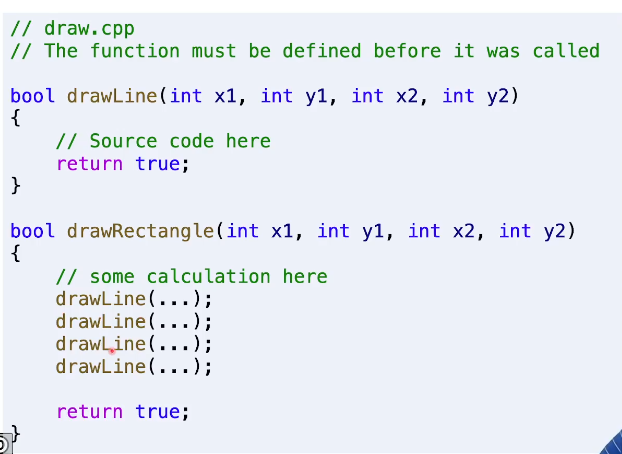 // draw.cpp
// The function must be defined before it was called
bool drawLine(int x1, int y1, int x2, int y2)
{
    // Source code here
    return true;
}
bool drawRectangle(int x1, int y1, int x2, int y2)
{
    // some calculation here
    drawLine(...);
    drawLine(...);
    drawLine(...);
    drawLine(...);
    return true;
}